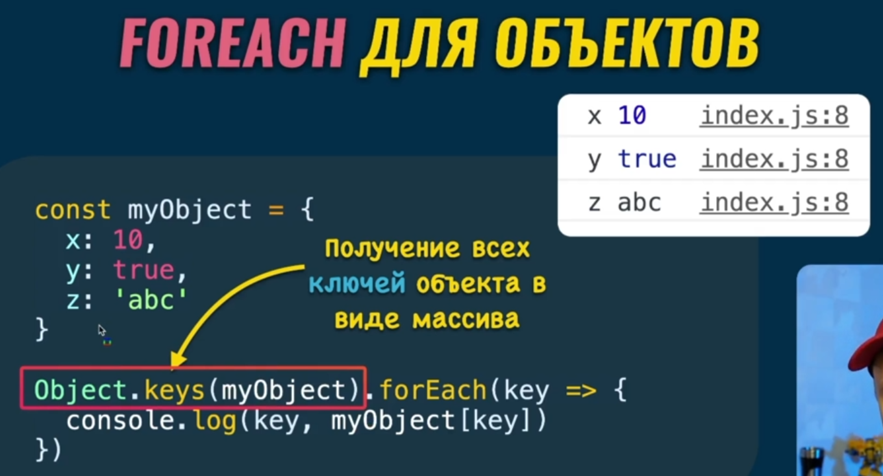 FOREACH ДЛЯ ОБЪЕКТОВ
x 10 index.js:8
y true index.js:8
z abc index.js:8
const myObject = {
x: 10,
y: true,
z: 'abc'
}
Получение всех
ключей объекта в
виде массива
Object.keys(myObject).forEach(key => {
console.log(key, myObject[key])
})